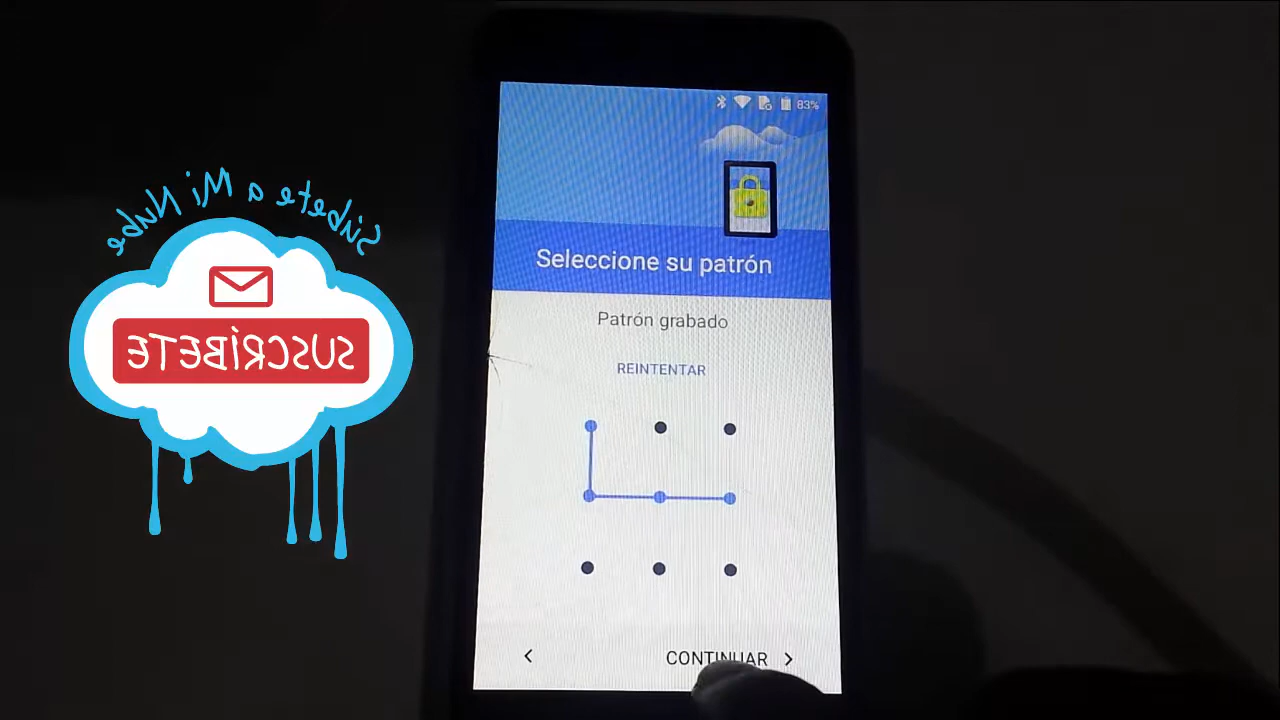 Súbete a Mi Nube
SUSCRÍBETE
83%
Seleccione su patrón
Patrón grabado
REINTENTAR
CONTINUAR